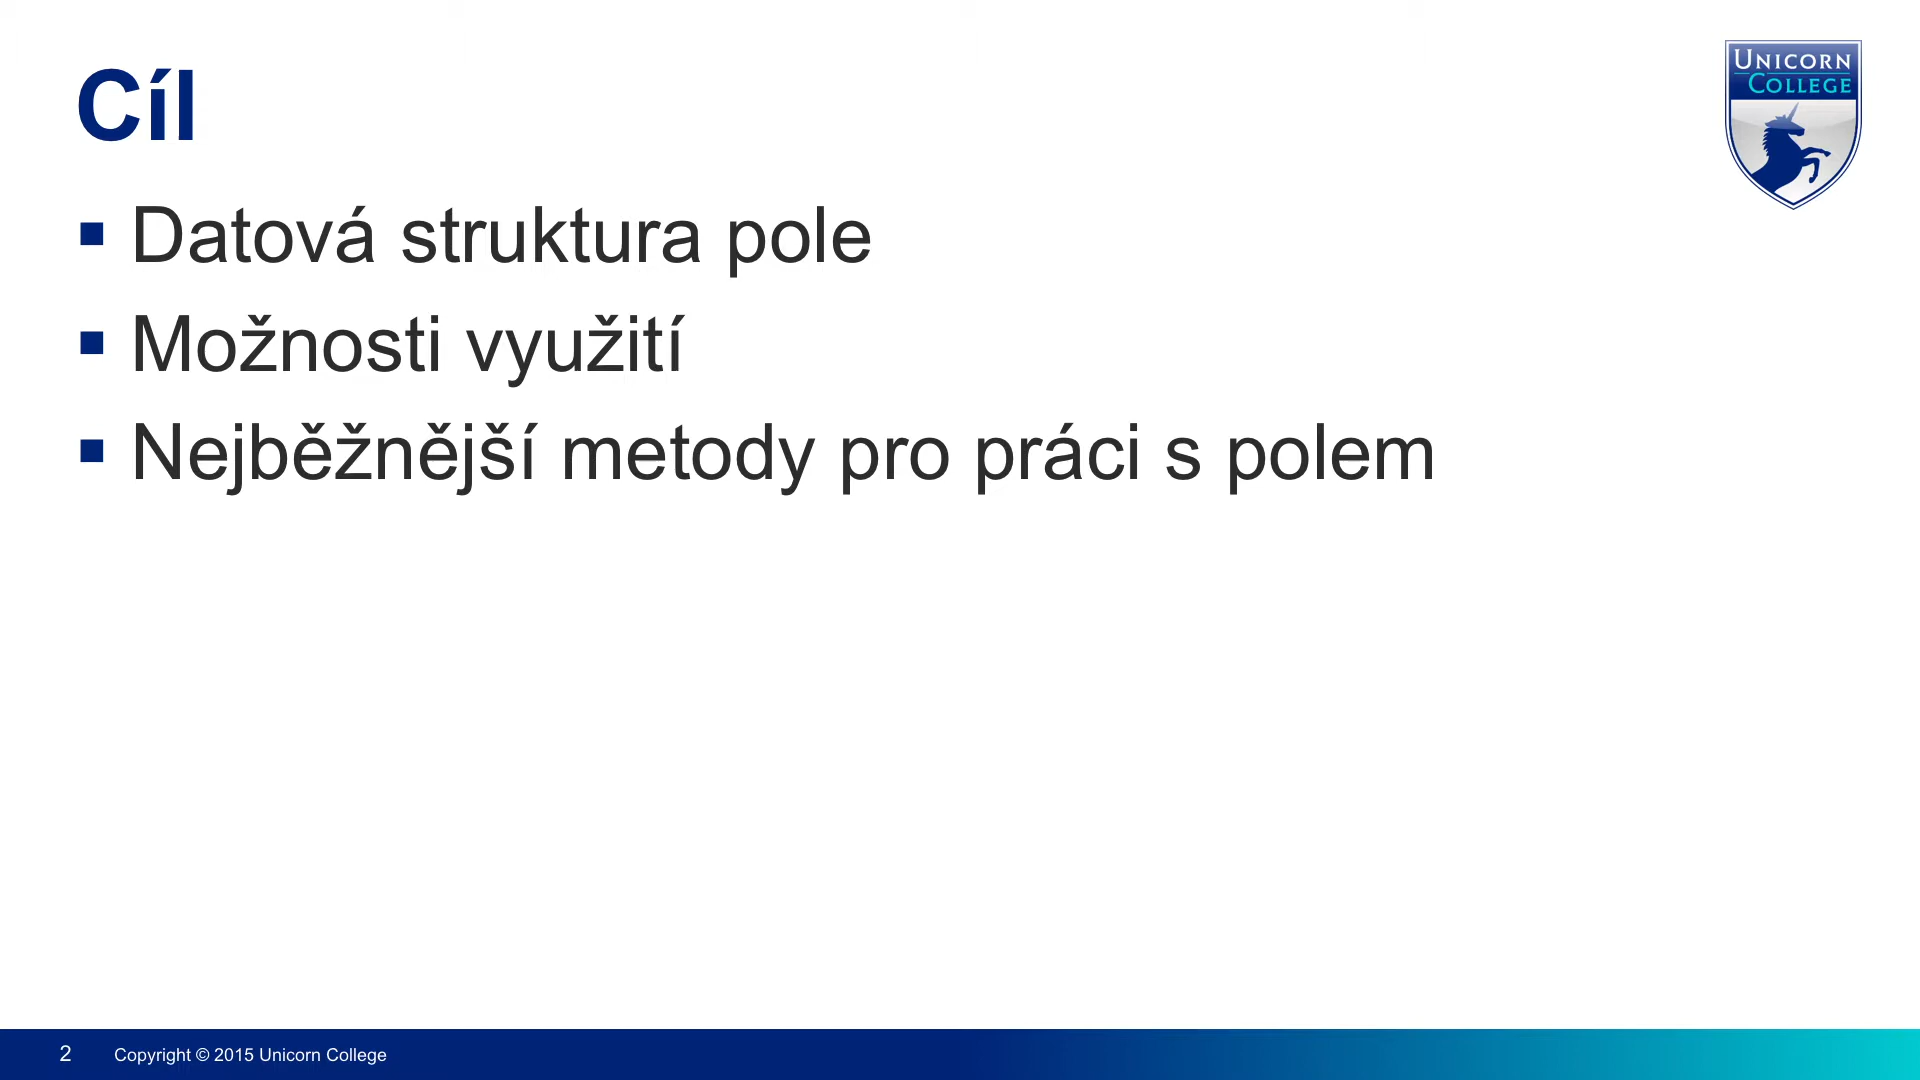 Cíl
UNICORN
COLLEGE
▪ Datová struktura pole
▪ Možnosti využití
▪ Nejběžnější metody pro práci s polem
2 Copyright © 2015 Unicorn College